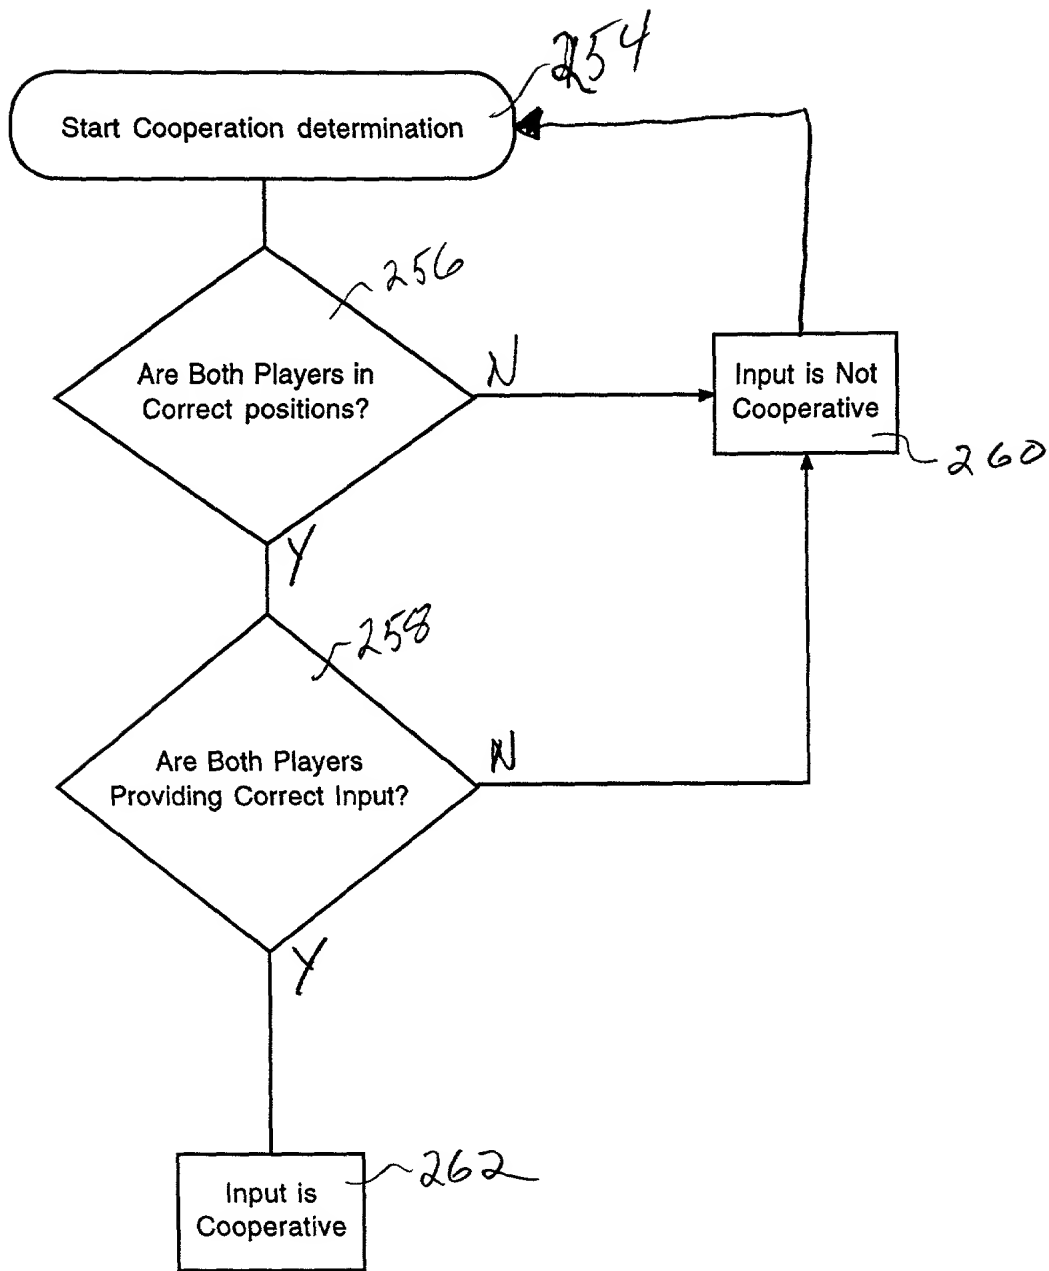 254
Start Cooperation determination
256
Are Both Players in
Correct positions?
N
Input is Not
Cooperative
260
Y
258
Are Both Players
Providing Correct Input?
N
Y
262
Input is
Cooperative